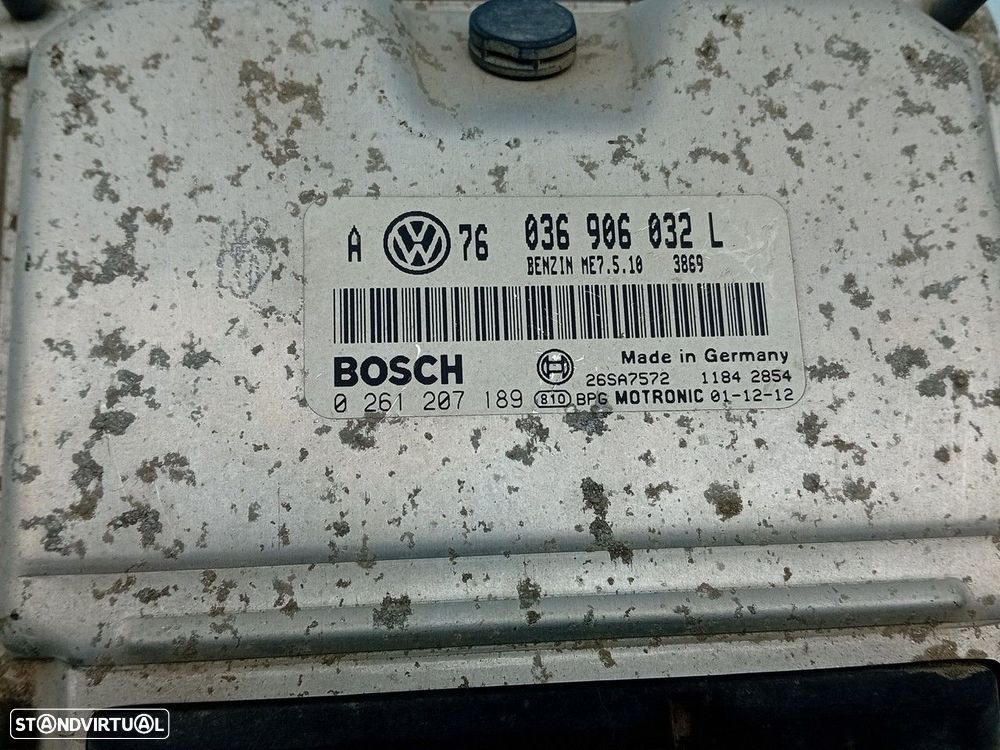 A VW 76 036 906 032 L
BENZIN ME7.5.10 3869
BOSCH
Made in Germany
26SA7572 1184 2854
0 261 207 189 810 BPG MOTRONIC 01-12-12
STANDVIRTUAL